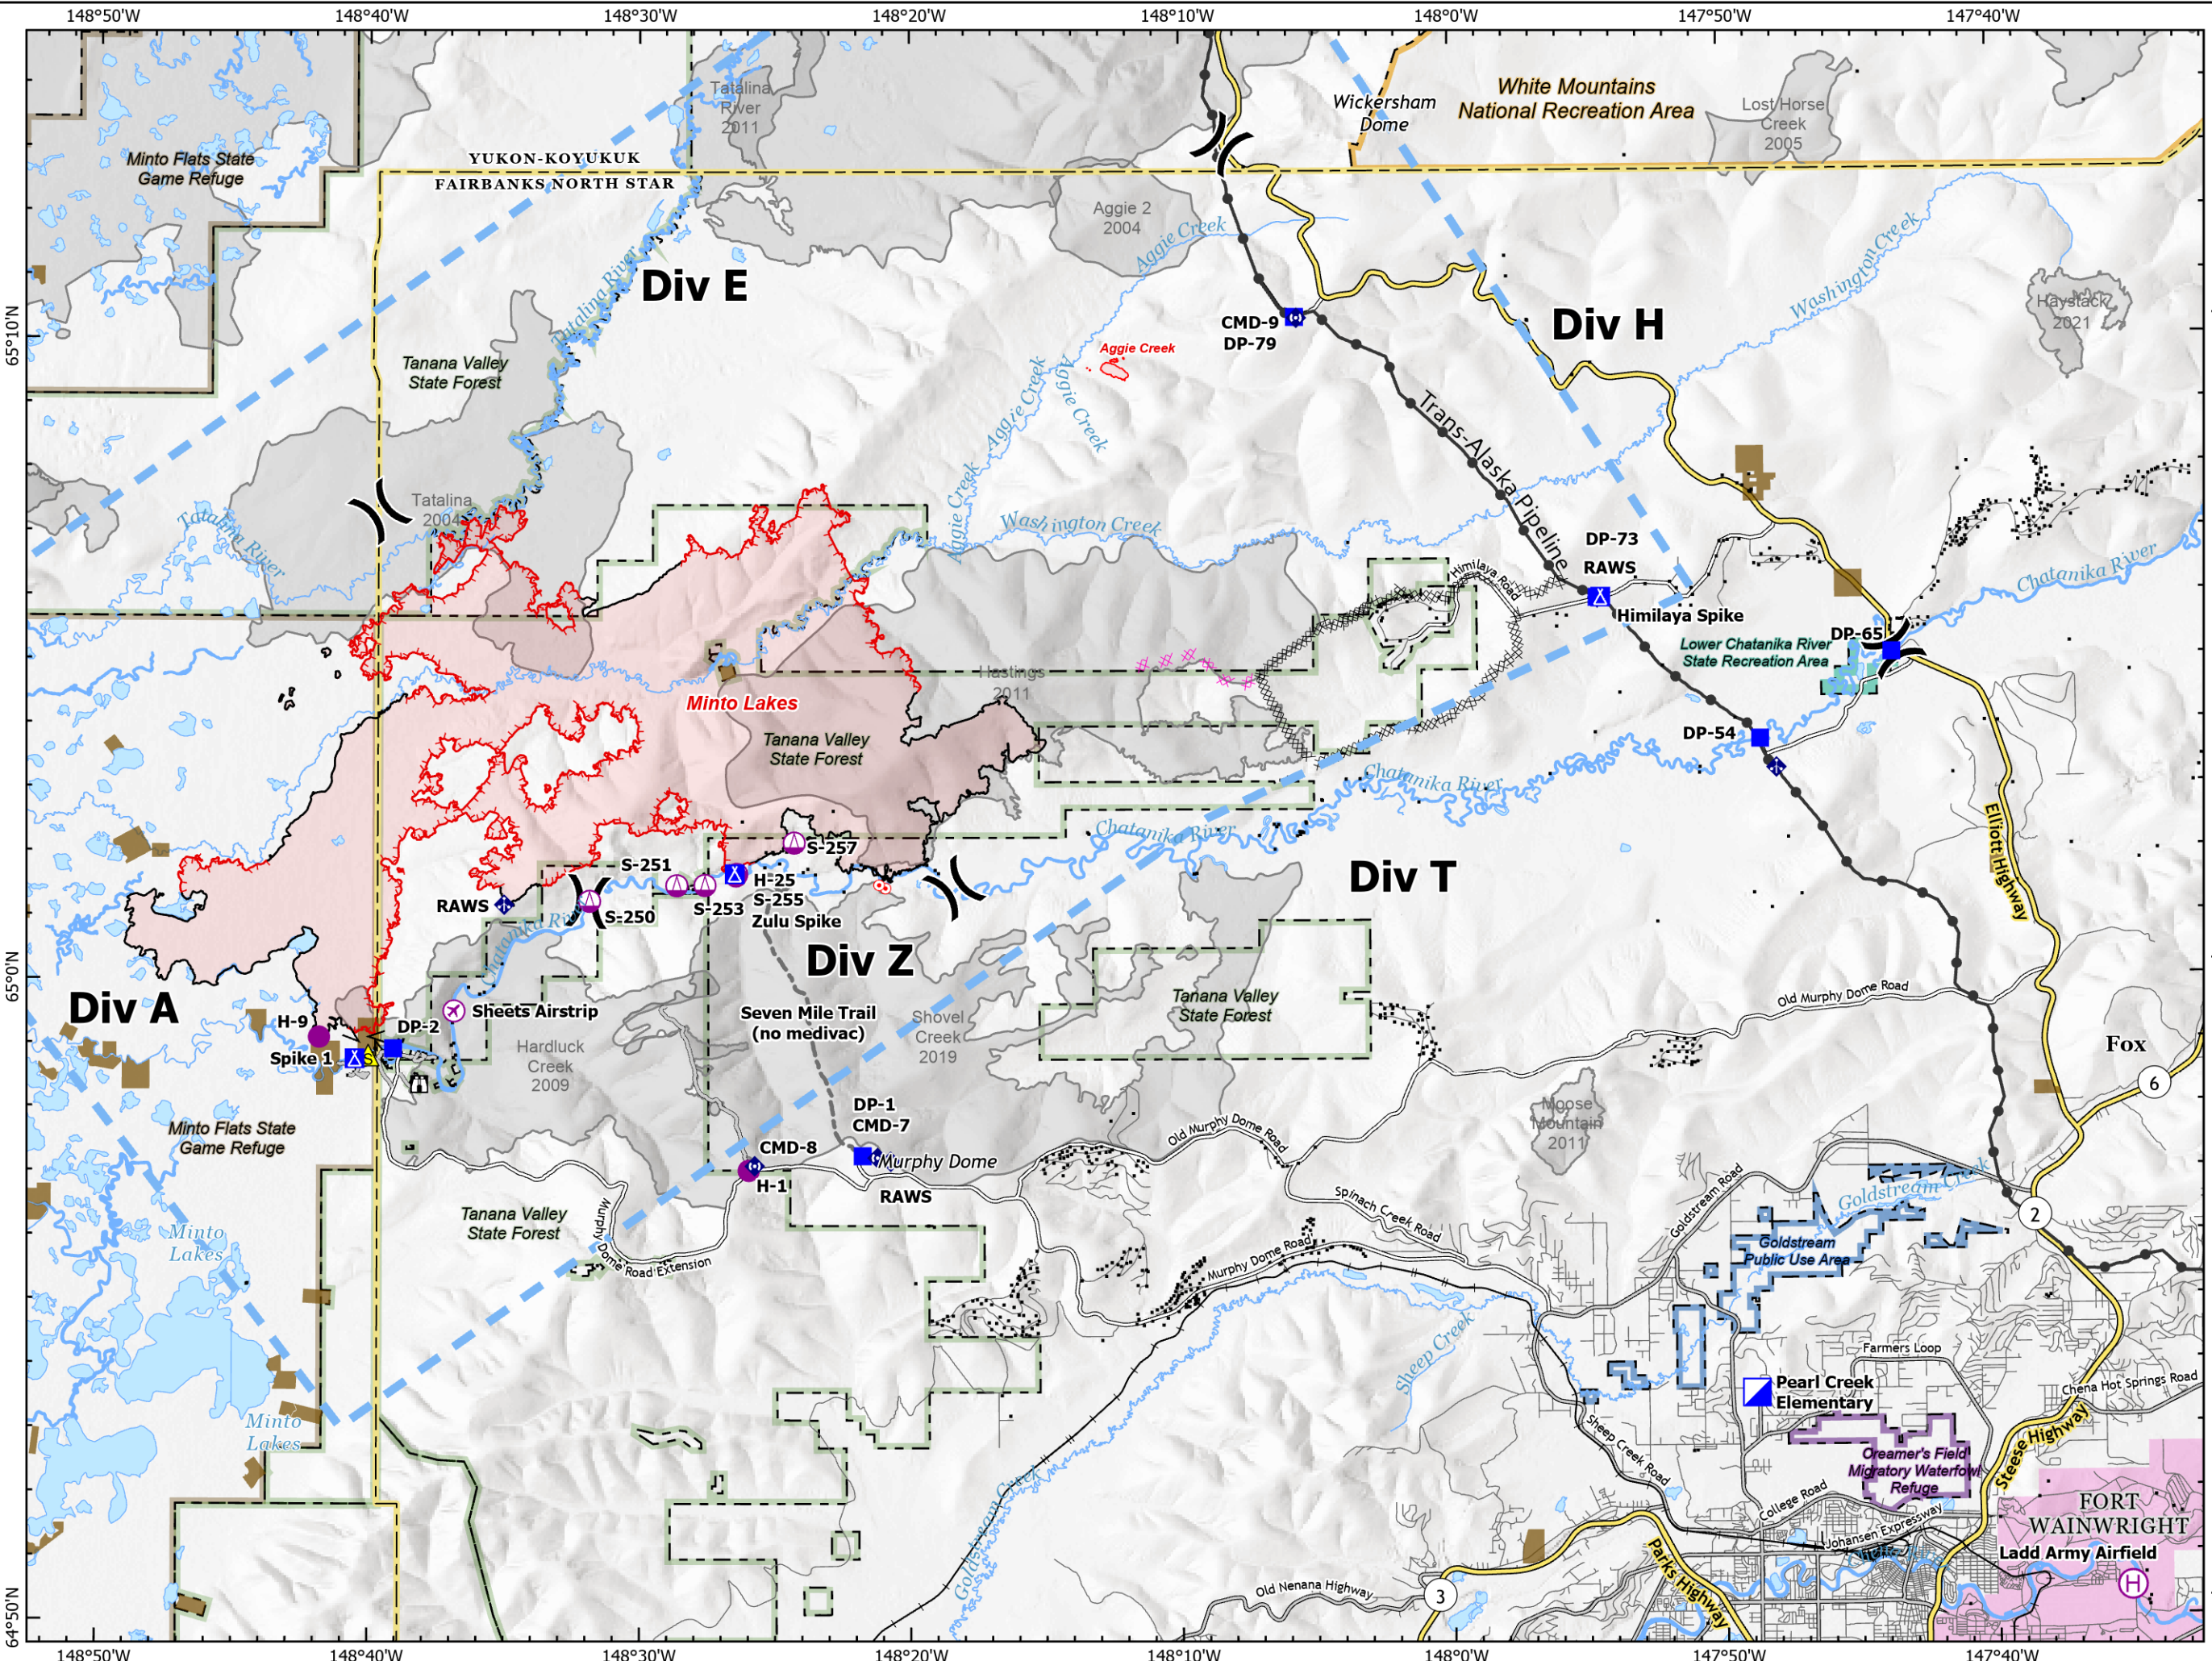 148°50'W
148°40'W
148°30'W
148°20'W
148°10'W
148°0'W
147°50'W
147°40'W
65°10'N
65°0'N
64°50'N
Minto Flats State
Game Refuge
YUKON-KOYUKUK
FAIRBANKS NORTH STAR
Tatalina
River
2011
Wickersham
Dome
White Mountains
National Recreation Area
Lost Horse
Creek
2005
Aggie 2
2004
Aggie Creek
Washington Creek
Div E
Tatalina River
Div H
Haystack
2021
CMD-9
DP-79
Aggie Creek
Tanana Valley
State Forest
Aggie Creek
Aggie Creek
Trans-Alaska Pipeline
Tatalina
2004
Tatalina River
Aggie Creek
Washington Creek
DP-73
RAWS
Himilaya Road
Himilaya Spike
Chatanika River
DP-65
Lower Chatanika River
State Recreation Area
Hastings
2011
Minto Lakes
Tanana Valley
State Forest
DP-54
Chatanika River
Chatanika River
Elliott Highway
S-257
S-251
H-25
S-255
Zulu Spike
S-253
S-250
RAWS
Chatanika River
Div T
Div Z
Div A
Seven Mile Trail
(no medivac)
Shovel
Creek
2019
Tanana Valley
State Forest
Old Murphy Dome Road
Sheets Airstrip
H-9
DP-2
Spike 1
S
Hardluck
Creek
2009
Fox
6
Minto Flats State
Game Refuge
DP-1
CMD-7
Moose
Mountain
2011
Old Murphy Dome Road
CMD-8
H-1
Murphy Dome
RAWS
Tanana Valley
State Forest
Murphy Dome Road Extension
Minto
Lakes
Spinach Creek Road
Goldstream Road
Goldstream Creek
2
Goldstream
Public Use Area
Murphy Dome Road
Sheep Creek
Farmers Loop
Pearl Creek
Elementary
Chena Hot Springs Road
Minto
Lakes
Sheep Creek Road
Steese Highway
Creamer's Field
Migratory Waterfowl
Refuge
College Road
Johansen Expressway
FORT
WAINWRIGHT
Ladd Army Airfield
H
Goldstream Creek
Old Nenana Highway
3
Parks Highway
148°50'W
148°40'W
148°30'W
148°20'W
148°10'W
148°0'W
147°50'W
147°40'W